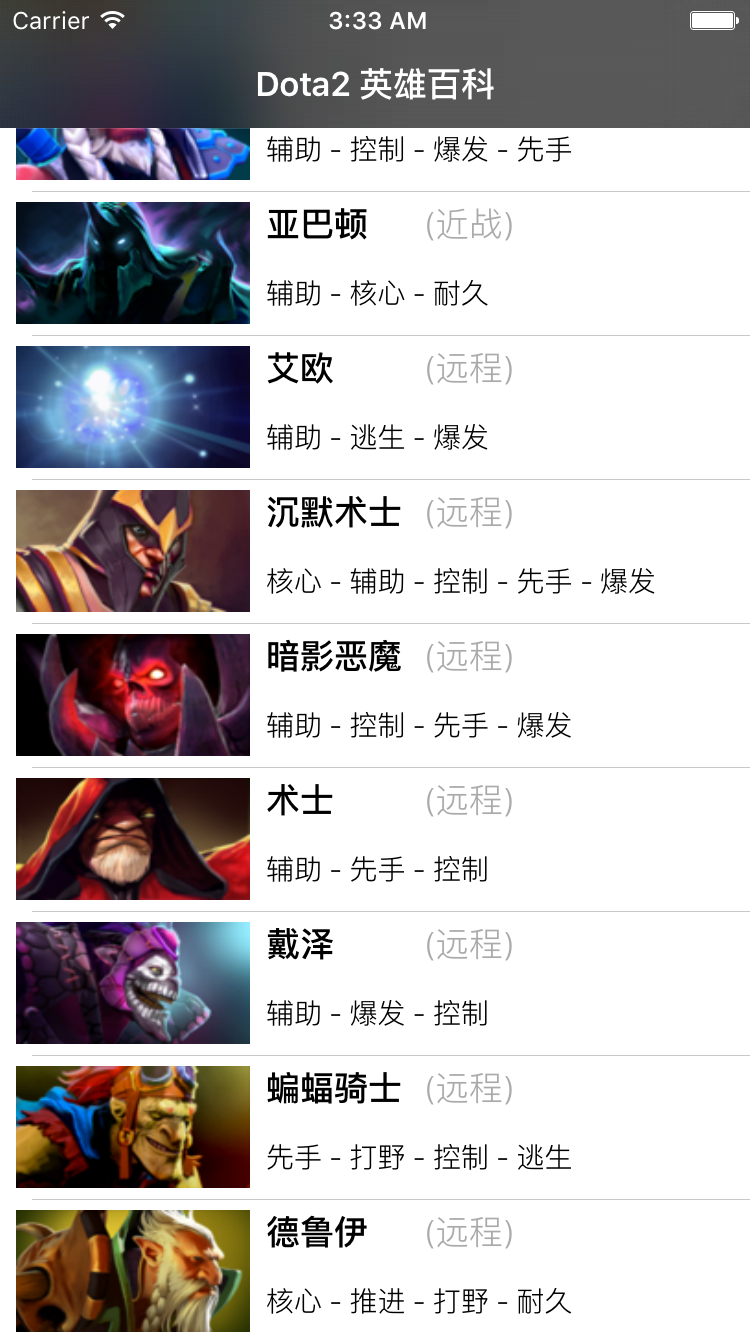 Carrier 3:33 AM
Dota2 英雄百科
辅助 - 控制 - 爆发 - 先手
亚巴顿 (近战)
辅助 - 核心 - 耐久
艾欧 (远程)
辅助 - 逃生 - 爆发
沉默术士 (远程)
核心 - 辅助 - 控制 - 先手 - 爆发
暗影恶魔 (远程)
辅助 - 控制 - 先手 - 爆发
术士 (远程)
辅助 - 先手 - 控制
戴泽 (远程)
辅助 - 爆发 - 控制
蝙蝠骑士 (远程)
先手 - 打野 - 控制 - 逃生
德鲁伊 (远程)
核心 - 推进 - 打野 - 耐久